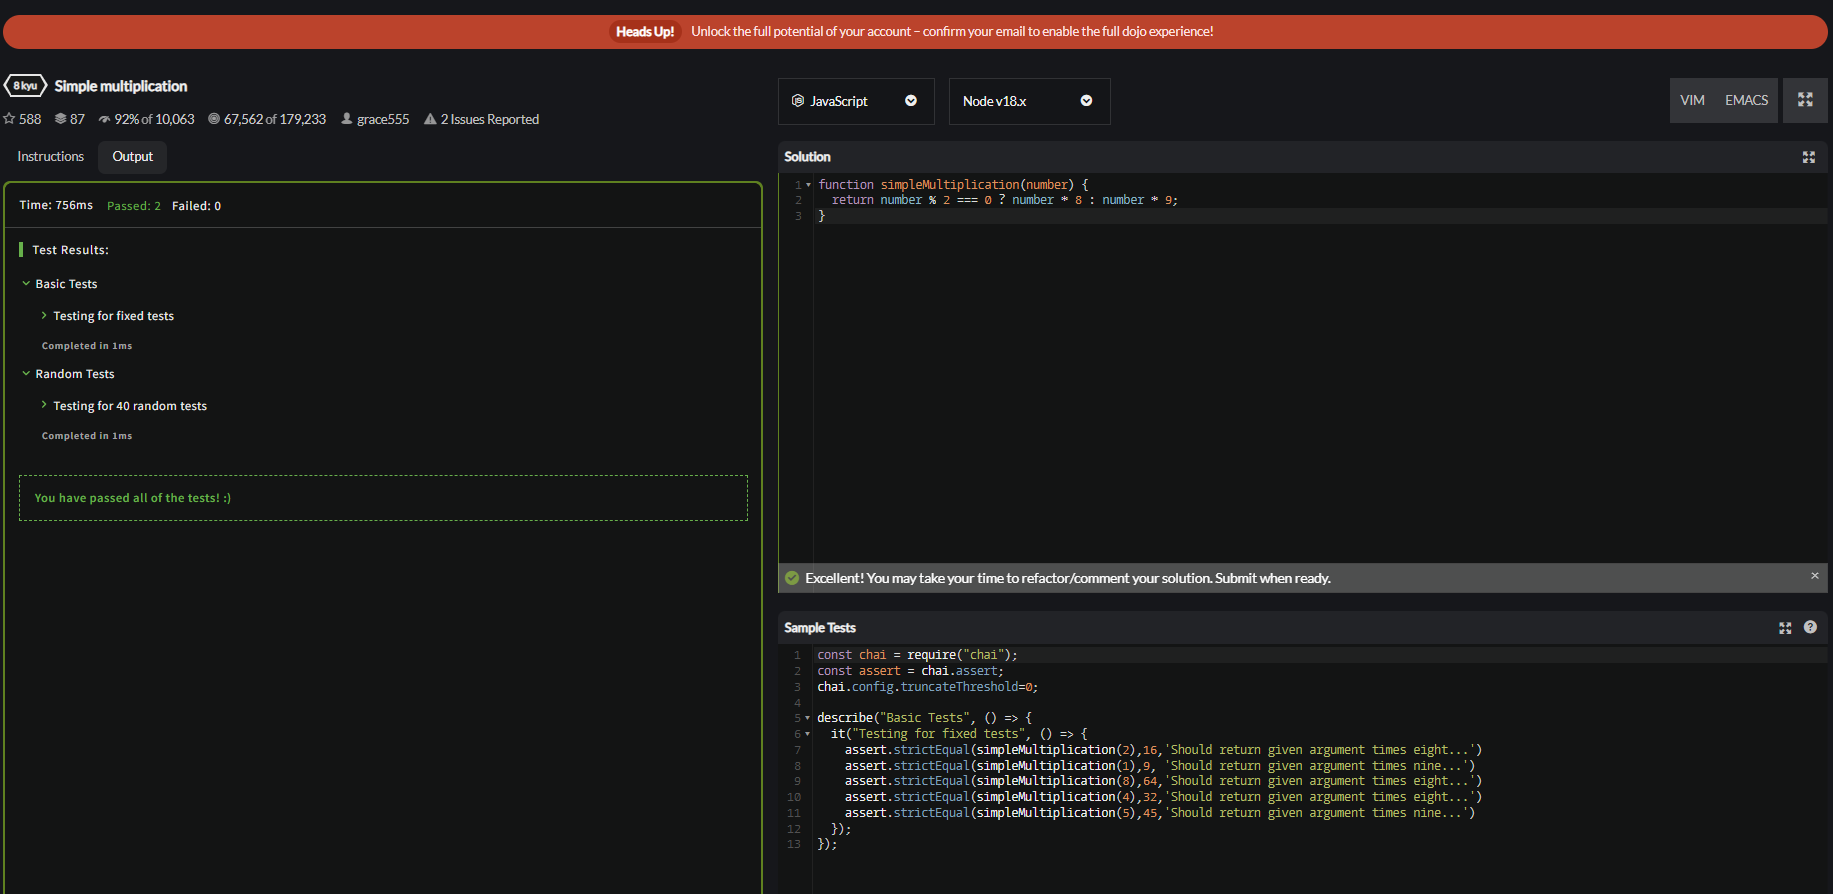 Heads Up! Unlock the full potential of your account – confirm your email to enable the full dojo experience!
8 kyu Simple multiplication
588 87 92% of 10,063 67,562 of 179,233 grace555 2 Issues Reported
Instructions Output
Time: 756ms Passed: 2 Failed: 0
Test Results:
Basic Tests
Testing for fixed tests
Completed in 1ms
Random Tests
Testing for 40 random tests
Completed in 1ms
You have passed all of the tests! :)
JavaScript Node v18.x VIM EMACS
Solution
1 function simpleMultiplication(number) {
2   return number % 2 === 0 ? number * 8 : number * 9;
3 }
Excellent! You may take your time to refactor/comment your solution. Submit when ready. ×
Sample Tests ?
1 const chai = require("chai");
2 const assert = chai.assert;
3 chai.config.truncateThreshold=0;
4
5 describe("Basic Tests", () => {
6   it("Testing for fixed tests", () => {
7     assert.strictEqual(simpleMultiplication(2),16,'Should return given argument times eight...')
8     assert.strictEqual(simpleMultiplication(1),9, 'Should return given argument times nine...')
9     assert.strictEqual(simpleMultiplication(8),64,'Should return given argument times eight...')
10     assert.strictEqual(simpleMultiplication(4),32,'Should return given argument times eight...')
11     assert.strictEqual(simpleMultiplication(5),45,'Should return given argument times nine...')
12   });
13 });